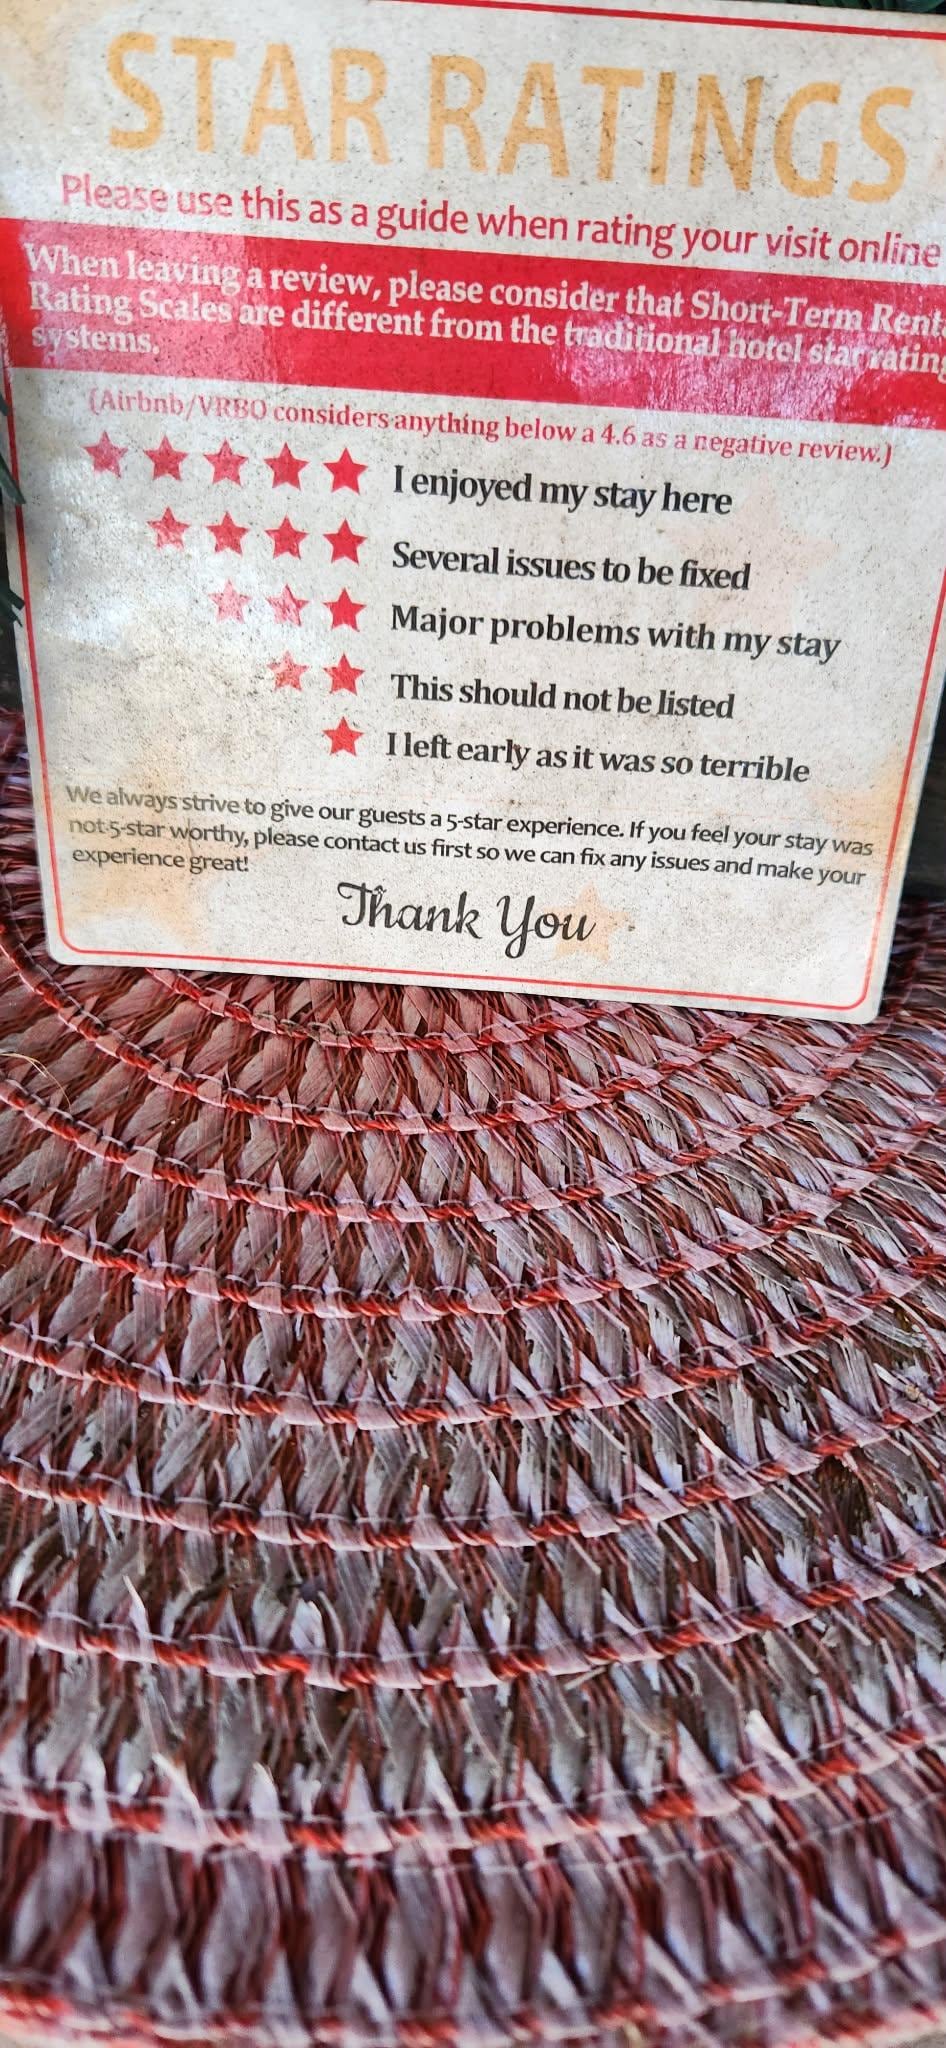 STAR RATINGS
Please use this as a guide when rating your visit online
When leaving a review, please consider that Short-Term
Rating Scales are different from the traditional hotel star rating
systems.
(Airbnb/VRBO considers anything below a 4.6 as a negative review.)
I enjoyed my stay here
Several issues to be fixed
Major problems with my stay
This should not be listed
I left early as it was so terrible
We always strive to give our guests a 5-star experience. If you feel your stay was
not 5-star worthy, please contact us first so we can fix any issues and make your
experience great!
Thank You